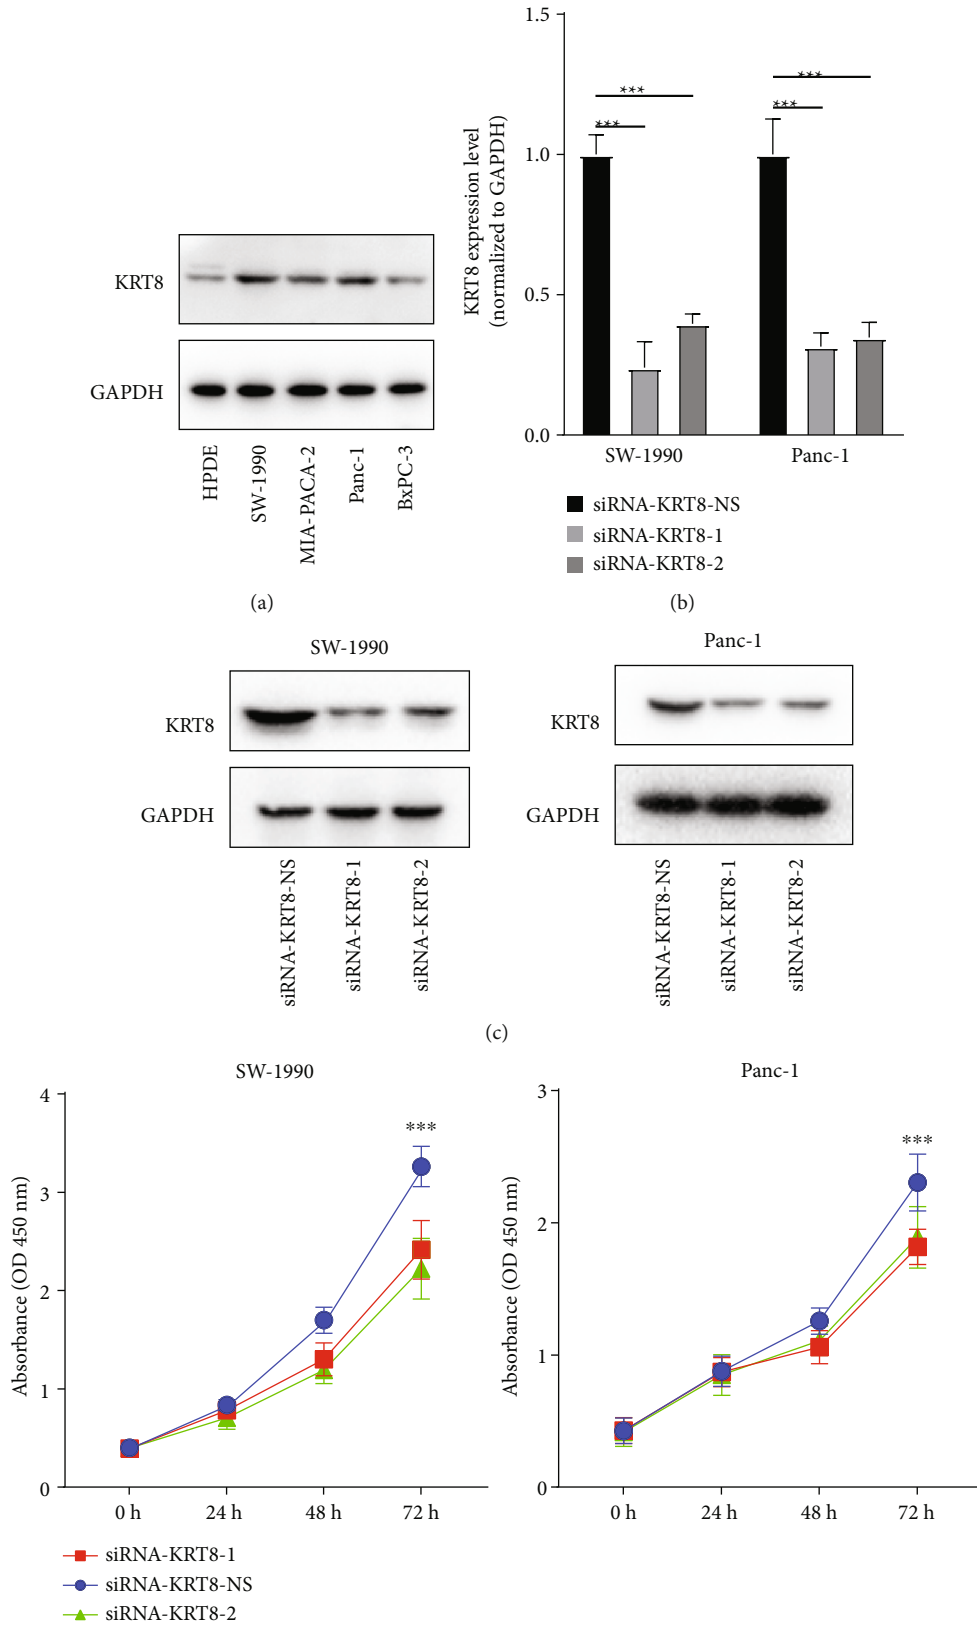 KRT8
GAPDH
HPDE
SW-1990
MIA-PACA-2
Panc-1
BxPC-3
(a)
KRT8 expression level
(normalized to GAPDH)
1.5
1.0
0.5
0.0
***
***
***
***
SW-1990
Panc-1
siRNA-KRT8-NS
siRNA-KRT8-1
siRNA-KRT8-2
(b)
SW-1990
KRT8
GAPDH
siRNA-KRT8-NS
siRNA-KRT8-1
siRNA-KRT8-2
Panc-1
KRT8
GAPDH
siRNA-KRT8-NS
siRNA-KRT8-1
siRNA-KRT8-2
(c)
SW-1990
Absorbance (OD 450 nm)
4
3
2
1
0
***
0 h
24 h
48 h
72 h
siRNA-KRT8-1
siRNA-KRT8-NS
siRNA-KRT8-2
Panc-1
Absorbance (OD 450 nm)
3
2
1
0
***
0 h
24 h
48 h
72 h